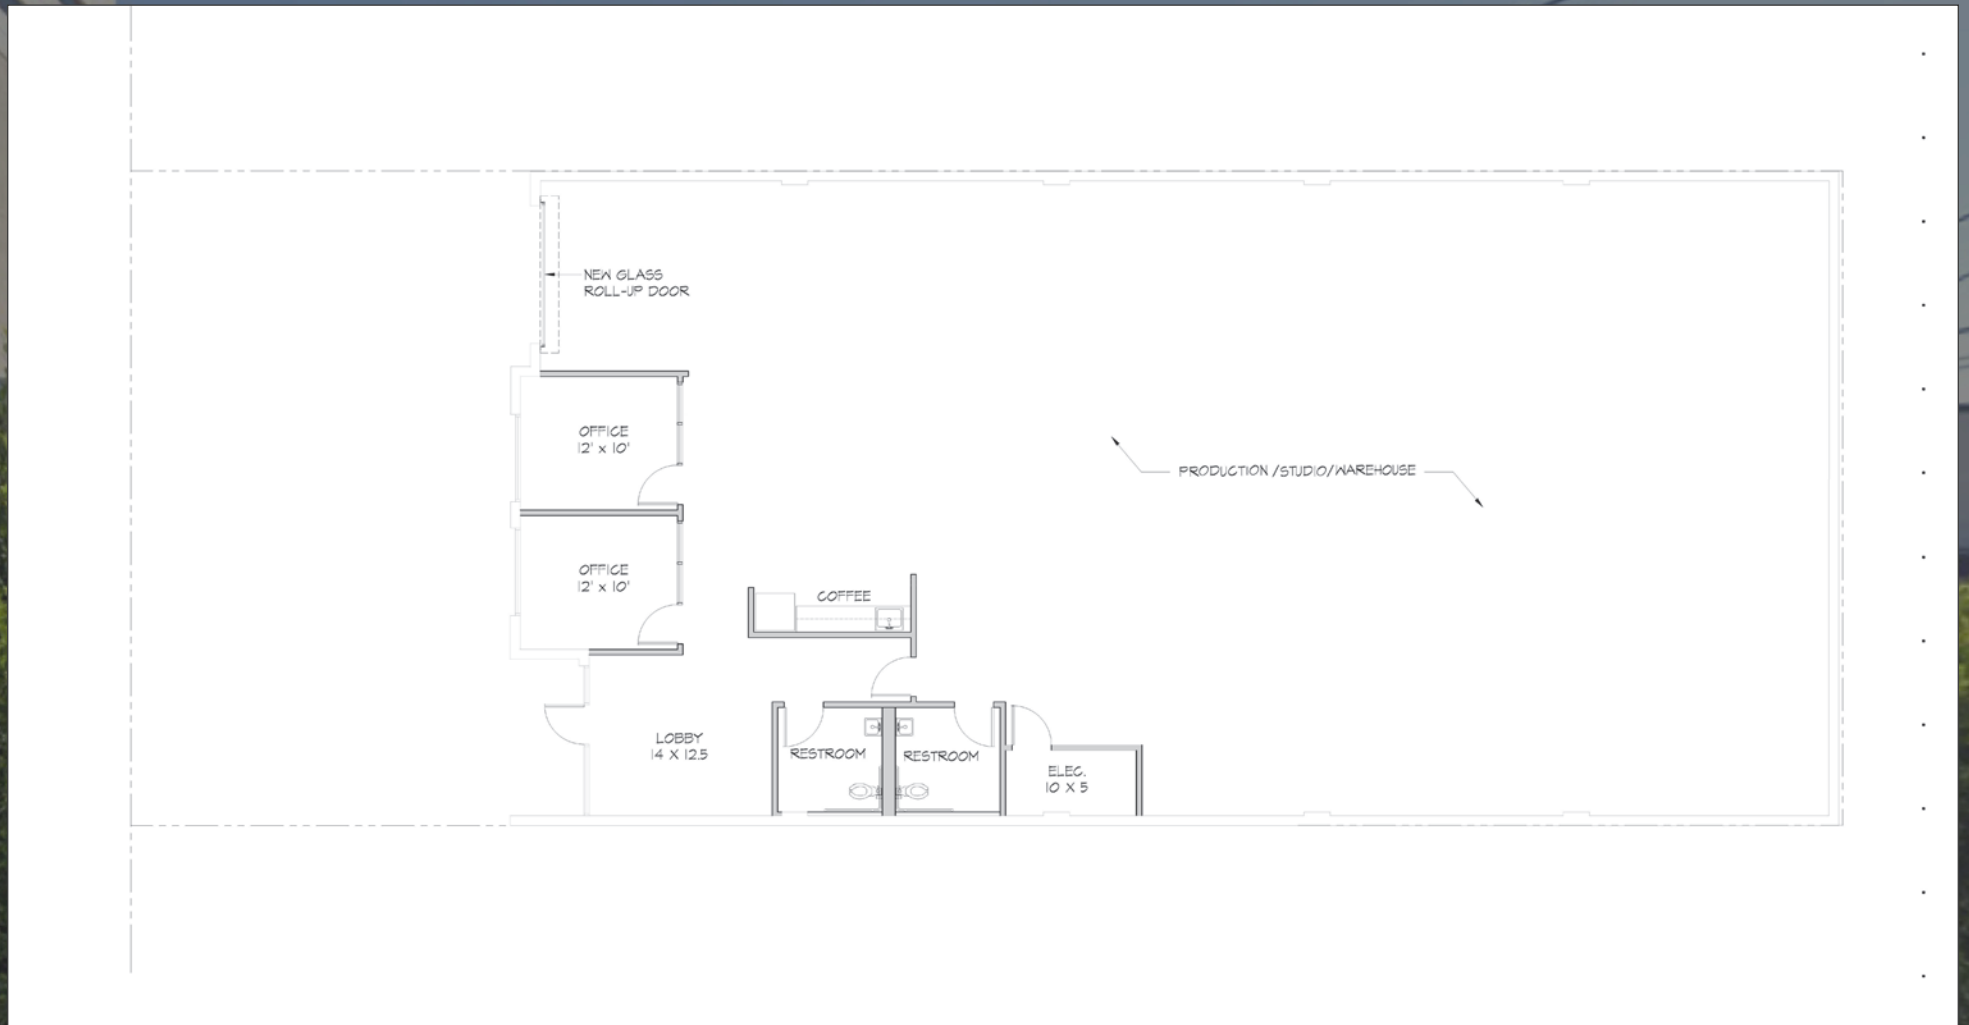 NEW GLASS
ROLL-UP DOOR
OFFICE
12' x 10'
PRODUCTION /STUDIO/WAREHOUSE
OFFICE
12' x 10'
COFFEE
LOBBY
14 X 12.5
RESTROOM
RESTROOM
ELEC.
10 X 5